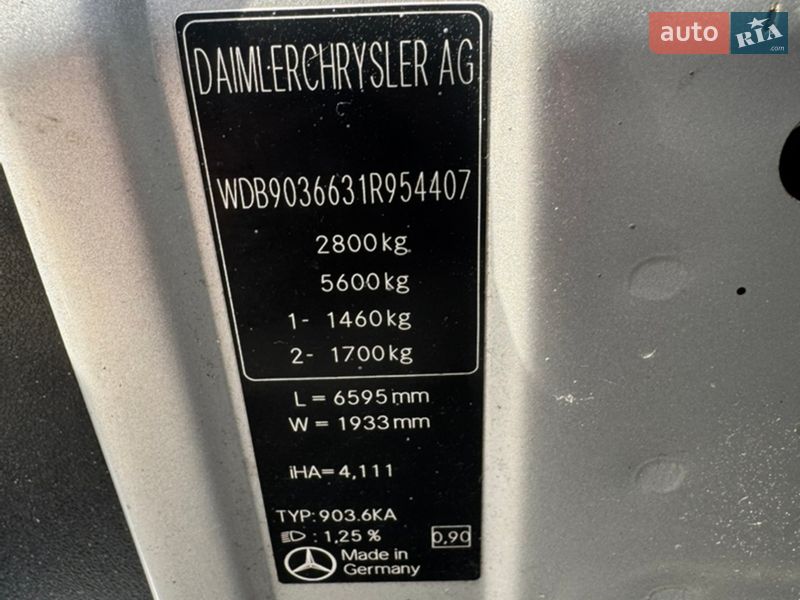 auto RIA
.com
DAIMLERCHRYSLER AG
C
WDB9036631R954407
2800kg
5600kg
1- 1460kg
2- 1700kg
L = 6595mm
W = 1933mm
iHA=4,111
TYP:903.6KA
: 1,25 % 0,90
Made in
Germany